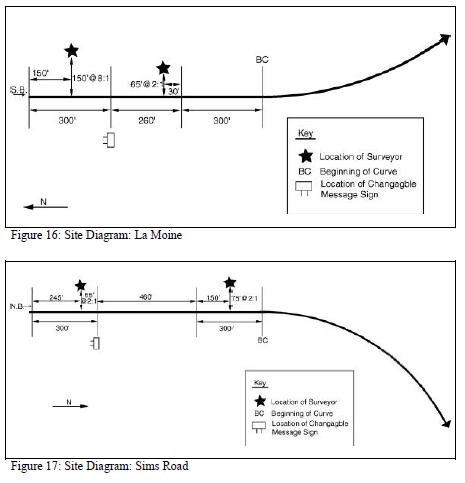 BC
150'
150'@8:1
65'@2:1
30'
S.B.
300'
260'
300'
Key
Location of Surveyor
BC Beginning of Curve
Location of Changagble
Message Sign
N
Figure 16: Site Diagram: La Moine
245'
@2:1
460'
150'
75'@2:1
N.B.
300'
300'
BC
N
Key
Location of Surveyor
BC Beginning of Curve
Location of Changagble
Message Sign
Figure 17: Site Diagram: Sims Road